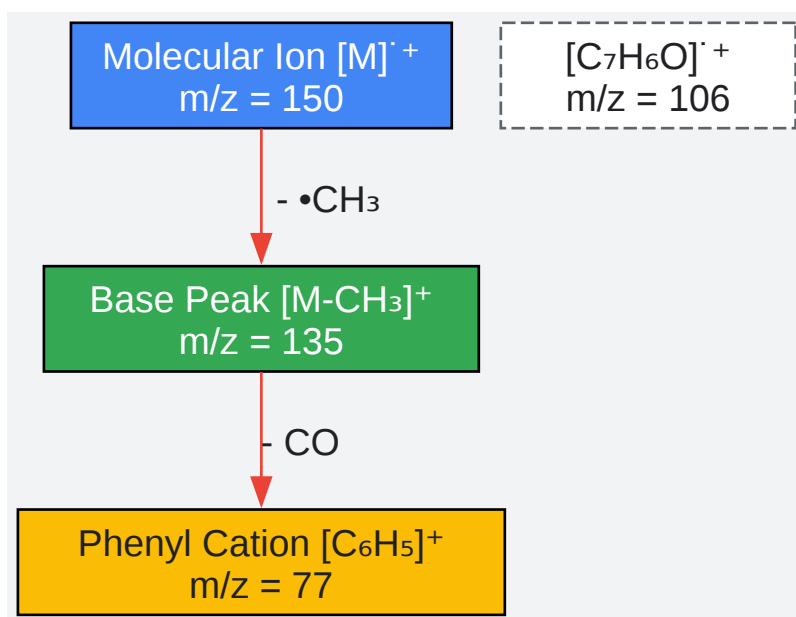 Molecular Ion [M]˙⁺
m/z = 150
[C₇H₆O]˙⁺
m/z = 106
- •CH₃
Base Peak [M-CH₃]⁺
m/z = 135
- CO
Phenyl Cation [C₆H₅]⁺
m/z = 77